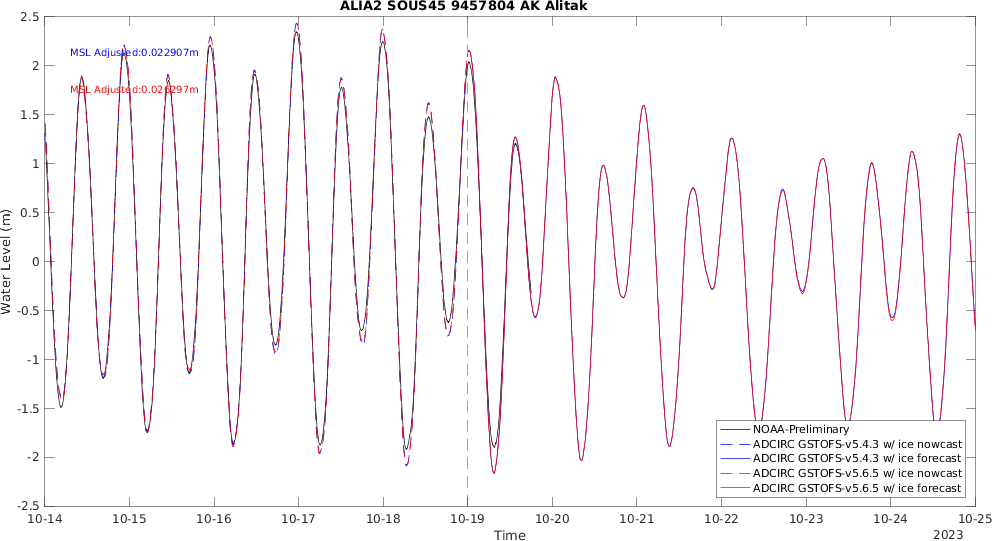 ALIA2 SOUS45 9457804 AK Alitak
2.5
2
1.5
1
0.5
0
-0.5
-1
-1.5
-2
-2.5
Water Level (m)
MSL Adjusted:0.022907m
MSL Adjusted:0.026297m
NOAA-Preliminary
ADCIRC GSTOFS-v5.4.3 w/ ice nowcast
ADCIRC GSTOFS-v5.4.3 w/ ice forecast
ADCIRC GSTOFS-v5.6.5 w/ ice nowcast
ADCIRC GSTOFS-v5.6.5 w/ ice forecast
10-14 10-15 10-16 10-17 10-18 10-19 10-20 10-21 10-22 10-23 10-24 10-25
Time
2023